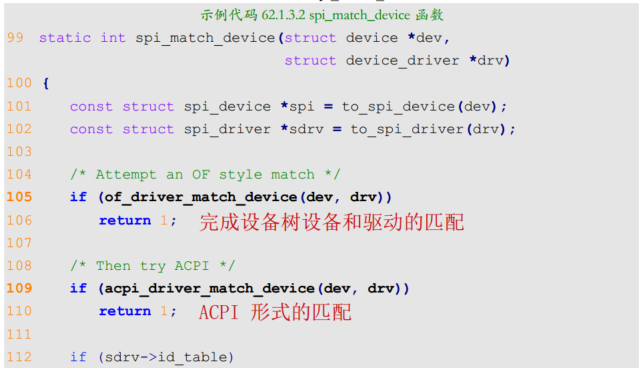 示例代码 62.1.3.2 spi_match_device 函数
99 static int spi_match_device(struct device *dev,
struct device_driver *drv)
100 {
101 const struct spi_device *spi = to_spi_device(dev);
102 const struct spi_driver *sdrv = to_spi_driver(drv);
103
104 /* Attempt an OF style match */
105 if (of_driver_match_device(dev, drv))
106 return 1; 完成设备树设备和驱动的匹配
107
108 /* Then try ACPI */
109 if (acpi_driver_match_device(dev, drv))
110 return 1; ACPI 形式的匹配
111
112 if (sdrv->id_table)